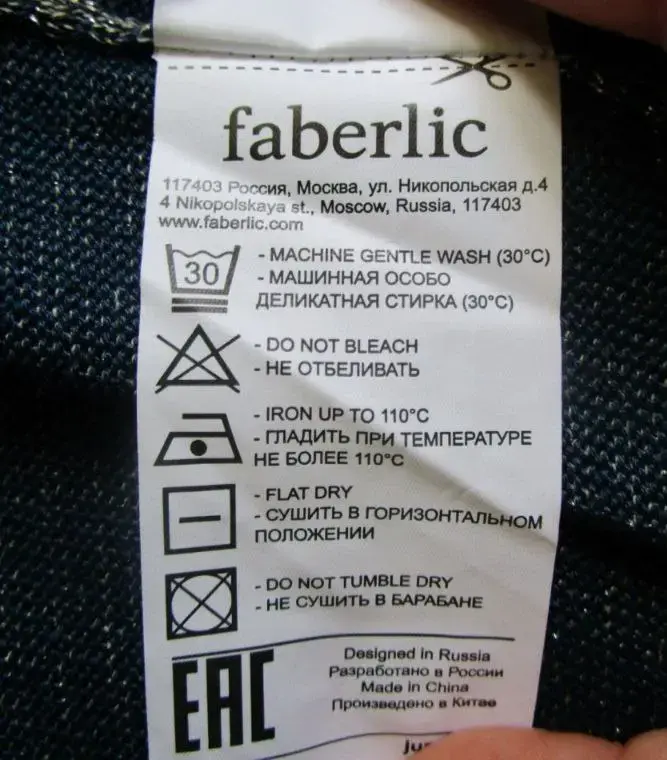 faberlic
117403 Россия, Москва, ул. Никопольская д.4
4 Nikopolskaya st., Moscow, Russia, 117403
www.faberlic.com
30
- MACHINE GENTLE WASH (30°C)
- МАШИННАЯ ОСОБО
ДЕЛИКАТНАЯ СТИРКА (30°C)
- DO NOT BLEACH
- НЕ ОТБЕЛИВАТЬ
- IRON UP TO 110°C
- ГЛАДИТЬ ПРИ ТЕМПЕРАТУРЕ
НЕ БОЛЕЕ 110°C
- FLAT DRY
- СУШИТЬ В ГОРИЗОНТАЛЬНОМ
ПОЛОЖЕНИИ
- DO NOT TUMBLE DRY
- НЕ СУШИТЬ В БАРАБАНЕ
EAC
Designed in Russia
Разработано в России
Made in China
Произведено в Китае